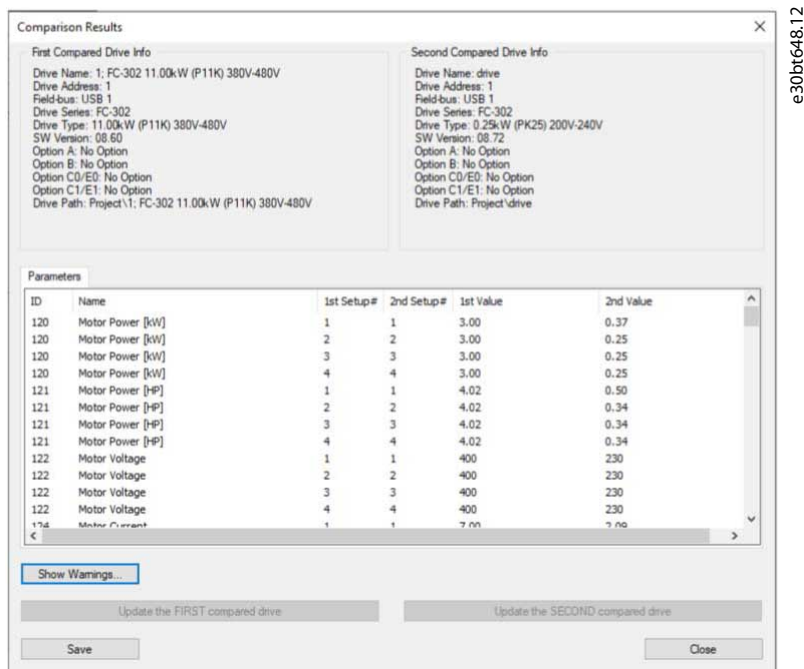 Comparison Results
First Compared Drive Info
Drive Name: 1; FC-302 11.00kW (P11K) 380V-480V
Drive Address: 1
Field-bus: USB 1
Drive Series: FC-302
Drive Type: 11.00kW (P11K) 380V-480V
SW Version: 08.60
Option A: No Option
Option B: No Option
Option C0/E0: No Option
Option C1/E1: No Option
Drive Path: Project\1; FC-302 11.00kW (P11K) 380V-480V
Second Compared Drive Info
Drive Name: drive
Drive Address: 1
Field-bus: USB 1
Drive Series: FC-302
Drive Type: 0.25kW (PK25) 200V-240V
SW Version: 08.72
Option A: No Option
Option B: No Option
Option C0/E0: No Option
Option C1/E1: No Option
Drive Path: Project\drive
Parameters
ID Name 1st Setup# 2nd Setup# 1st Value 2nd Value
120 Motor Power [kW] 1 1 3.00 0.37
120 Motor Power [kW] 2 2 3.00 0.25
120 Motor Power [kW] 3 3 3.00 0.25
120 Motor Power [kW] 4 4 3.00 0.25
121 Motor Power [HP] 1 1 4.02 0.50
121 Motor Power [HP] 2 2 4.02 0.34
121 Motor Power [HP] 3 3 4.02 0.34
121 Motor Power [HP] 4 4 4.02 0.34
122 Motor Voltage 1 1 400 230
122 Motor Voltage 2 2 400 230
122 Motor Voltage 3 3 400 230
122 Motor Voltage 4 4 400 230
124 Motor Current 1 1 7.00 2.09
Show Warnings...
Update the FIRST compared drive
Update the SECOND compared drive
Save
Close
e30bt648.12